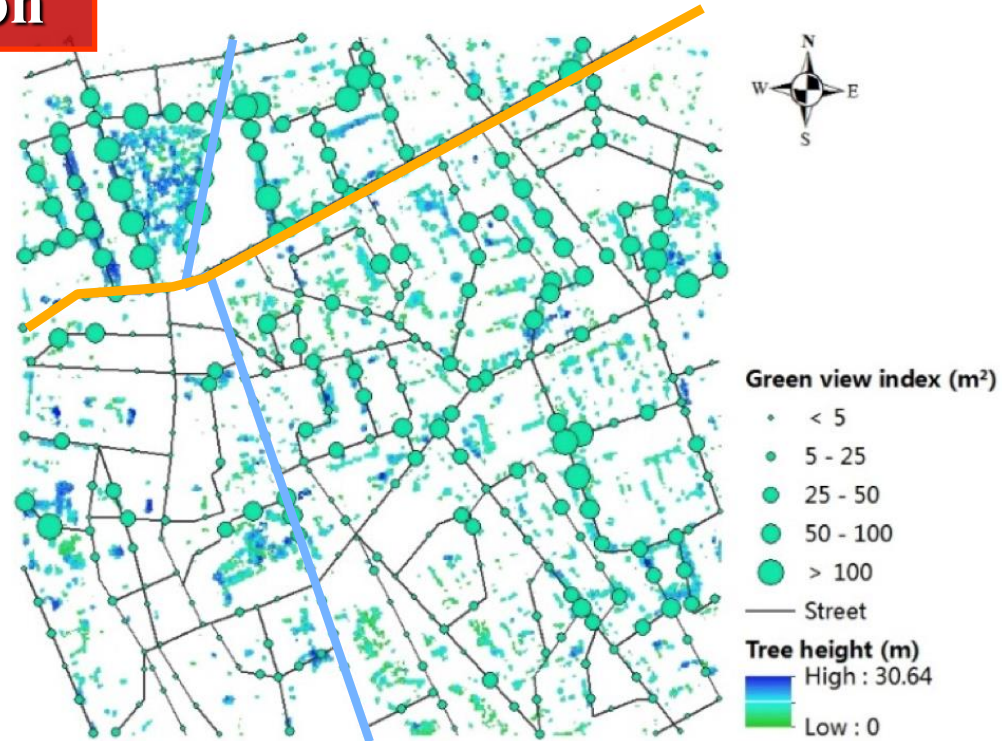 N
W
E
S
Green view index (m²)
< 5
5 - 25
25 - 50
50 - 100
> 100
Street
Tree height (m)
High : 30.64
Low : 0